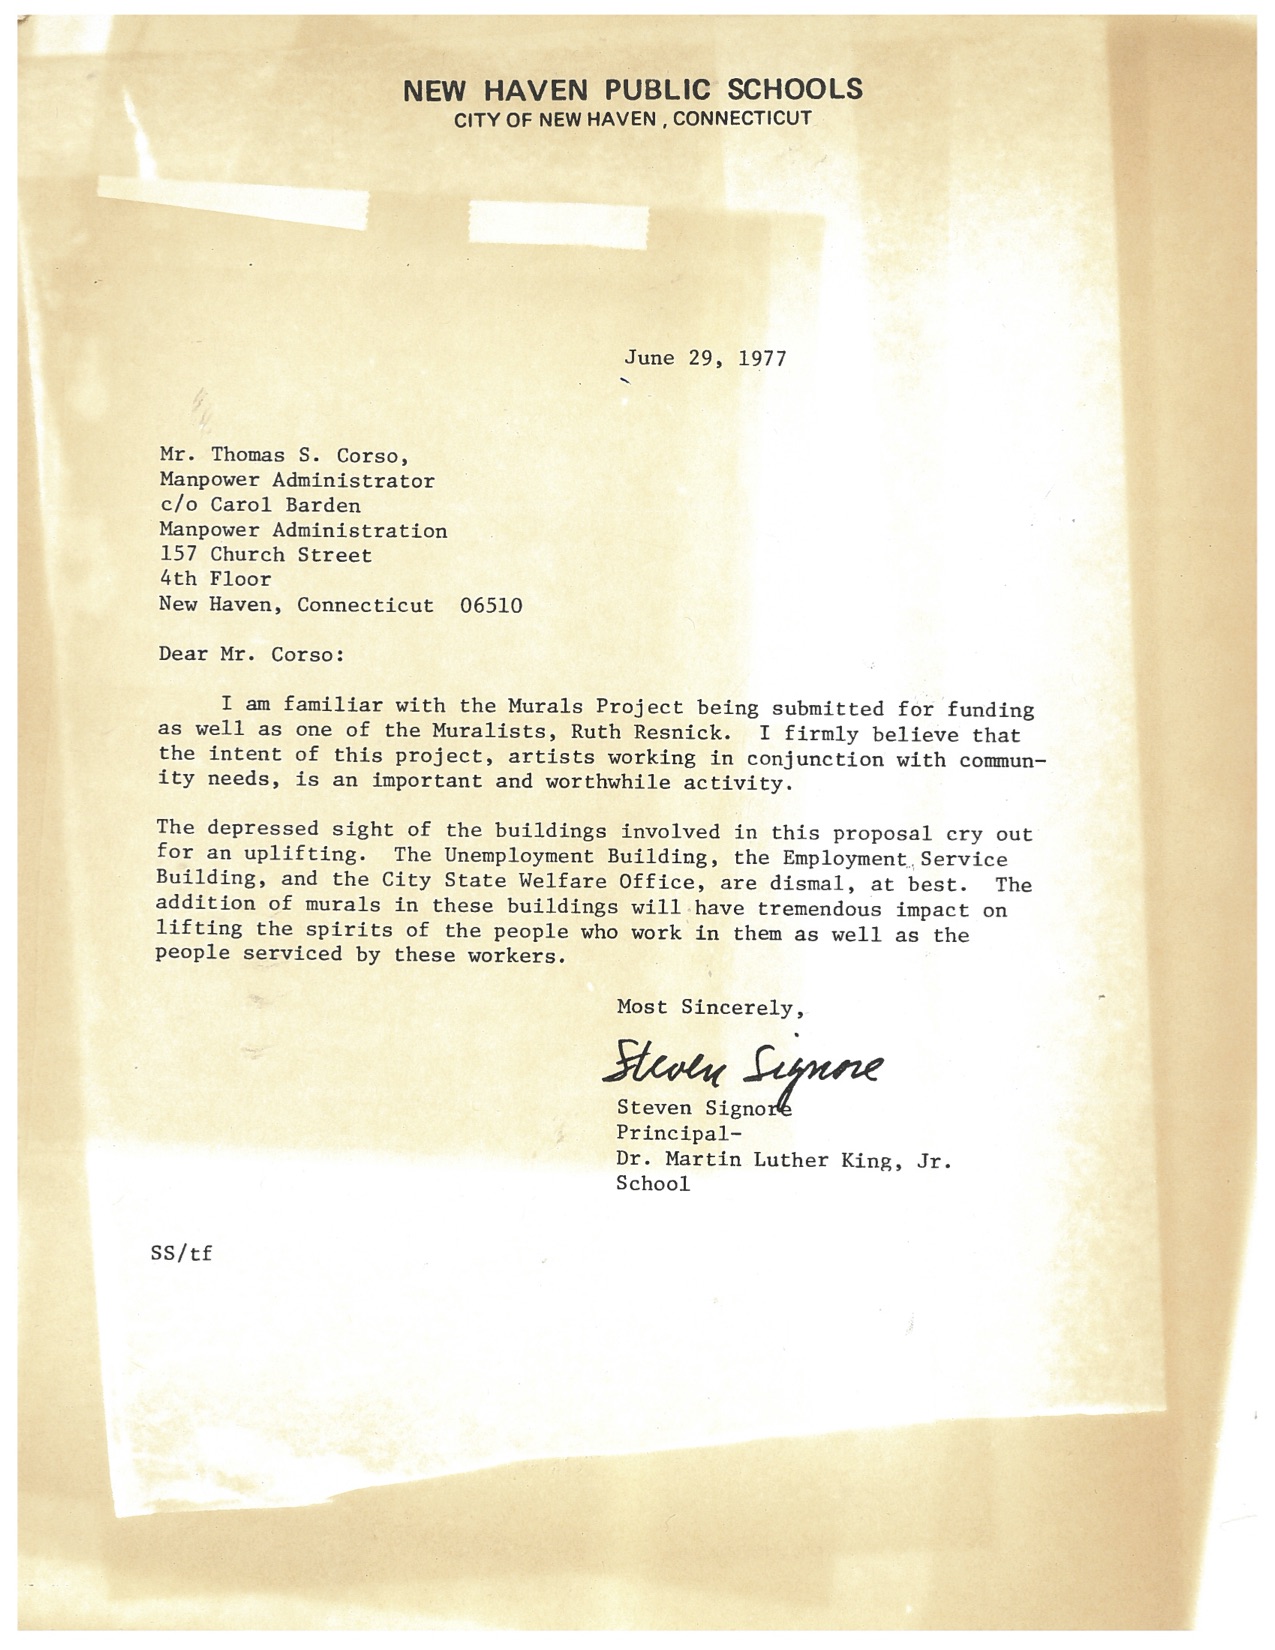 NEW HAVEN PUBLIC SCHOOLS
CITY OF NEW HAVEN, CONNECTICUT
June 29, 1977
Mr. Thomas S. Corso,
Manpower Administrator
c/o Carol Barden
Manpower Administration
157 Church Street
4th Floor
New Haven, Connecticut 06510
Dear Mr. Corso:
I am familiar with the Murals Project being submitted for funding
as well as one of the Muralists, Ruth Resnick. I firmly believe that
the intent of this project, artists working in conjunction with commun-
ity needs, is an important and worthwhile activity.
The depressed sight of the buildings involved in this proposal cry out
for an uplifting. The Unemployment Building, the Employment Service
Building, and the City State Welfare Office, are dismal, at best. The
addition of murals in these buildings will have tremendous impact on
lifting the spirits of the people who work in them as well as the
people serviced by these workers.
Most Sincerely,
Steven Signore
Steven Signore
Principal-
Dr. Martin Luther King, Jr.
School
SS/tf